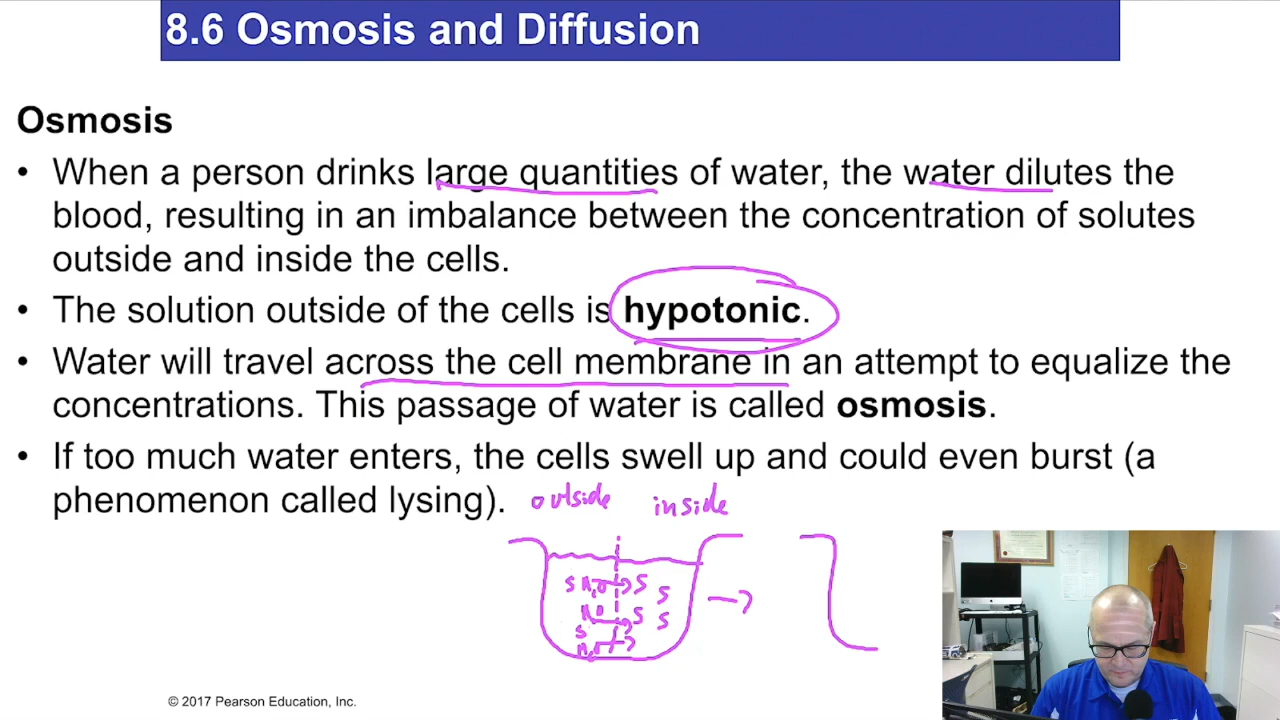 8.6 Osmosis and Diffusion
Osmosis
• When a person drinks large quantities of water, the water dilutes the
blood, resulting in an imbalance between the concentration of solutes
outside and inside the cells.
• The solution outside of the cells is hypotonic.
• Water will travel across the cell membrane in an attempt to equalize the
concentrations. This passage of water is called osmosis.
• If too much water enters, the cells swell up and could even burst (a
phenomenon called lysing).
outside inside
S H2O S S
H2O S S
S
H2O
© 2017 Pearson Education, Inc.